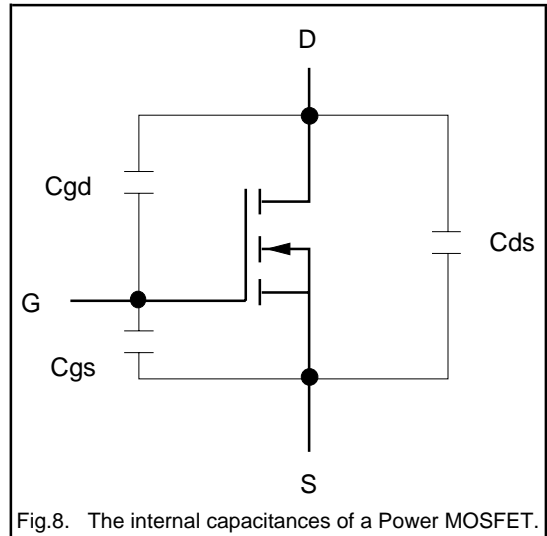 D
Cgd
Cds
G
Cgs
S
Fig.8. The internal capacitances of a Power MOSFET.